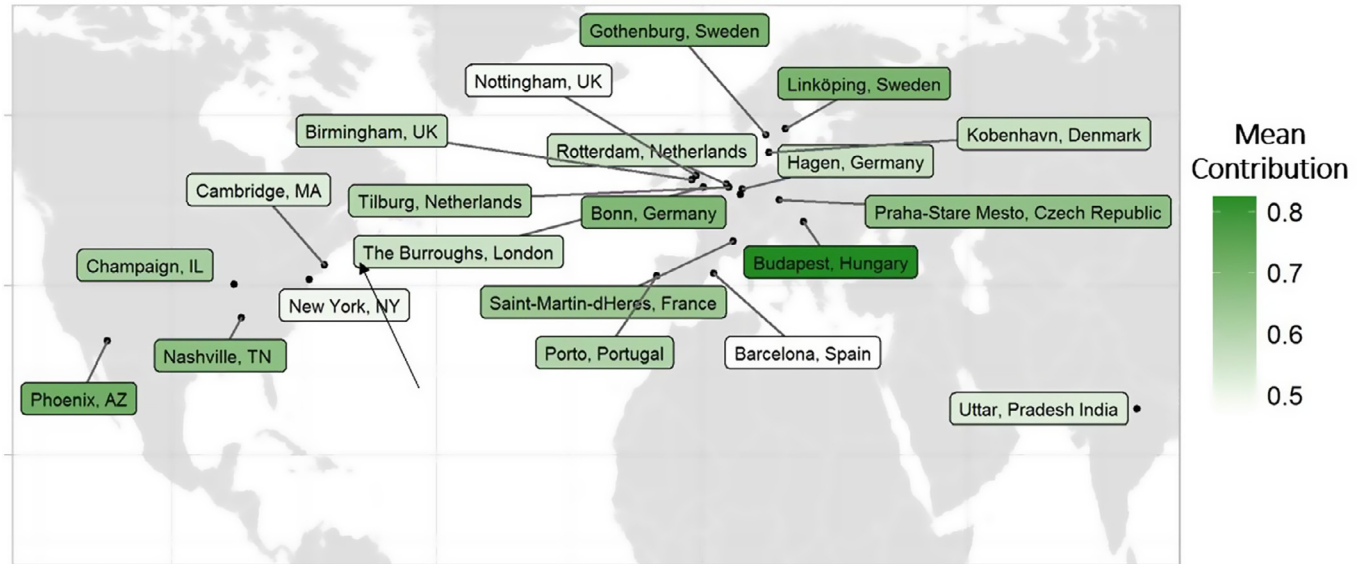 Gothenburg, Sweden
Nottingham, UK
Linköping, Sweden
Birmingham, UK
Kobenhavn, Denmark
Rotterdam, Netherlands
Hagen, Germany
Cambridge, MA
Tilburg, Netherlands
Bonn, Germany
Praha-Stare Mesto, Czech Republic
The Burroughs, London
Champaign, IL
Budapest, Hungary
New York, NY
Saint-Martin-dHeres, France
Nashville, TN
Porto, Portugal
Barcelona, Spain
Phoenix, AZ
Uttar, Pradesh India
Mean
Contribution
0.8
0.7
0.6
0.5